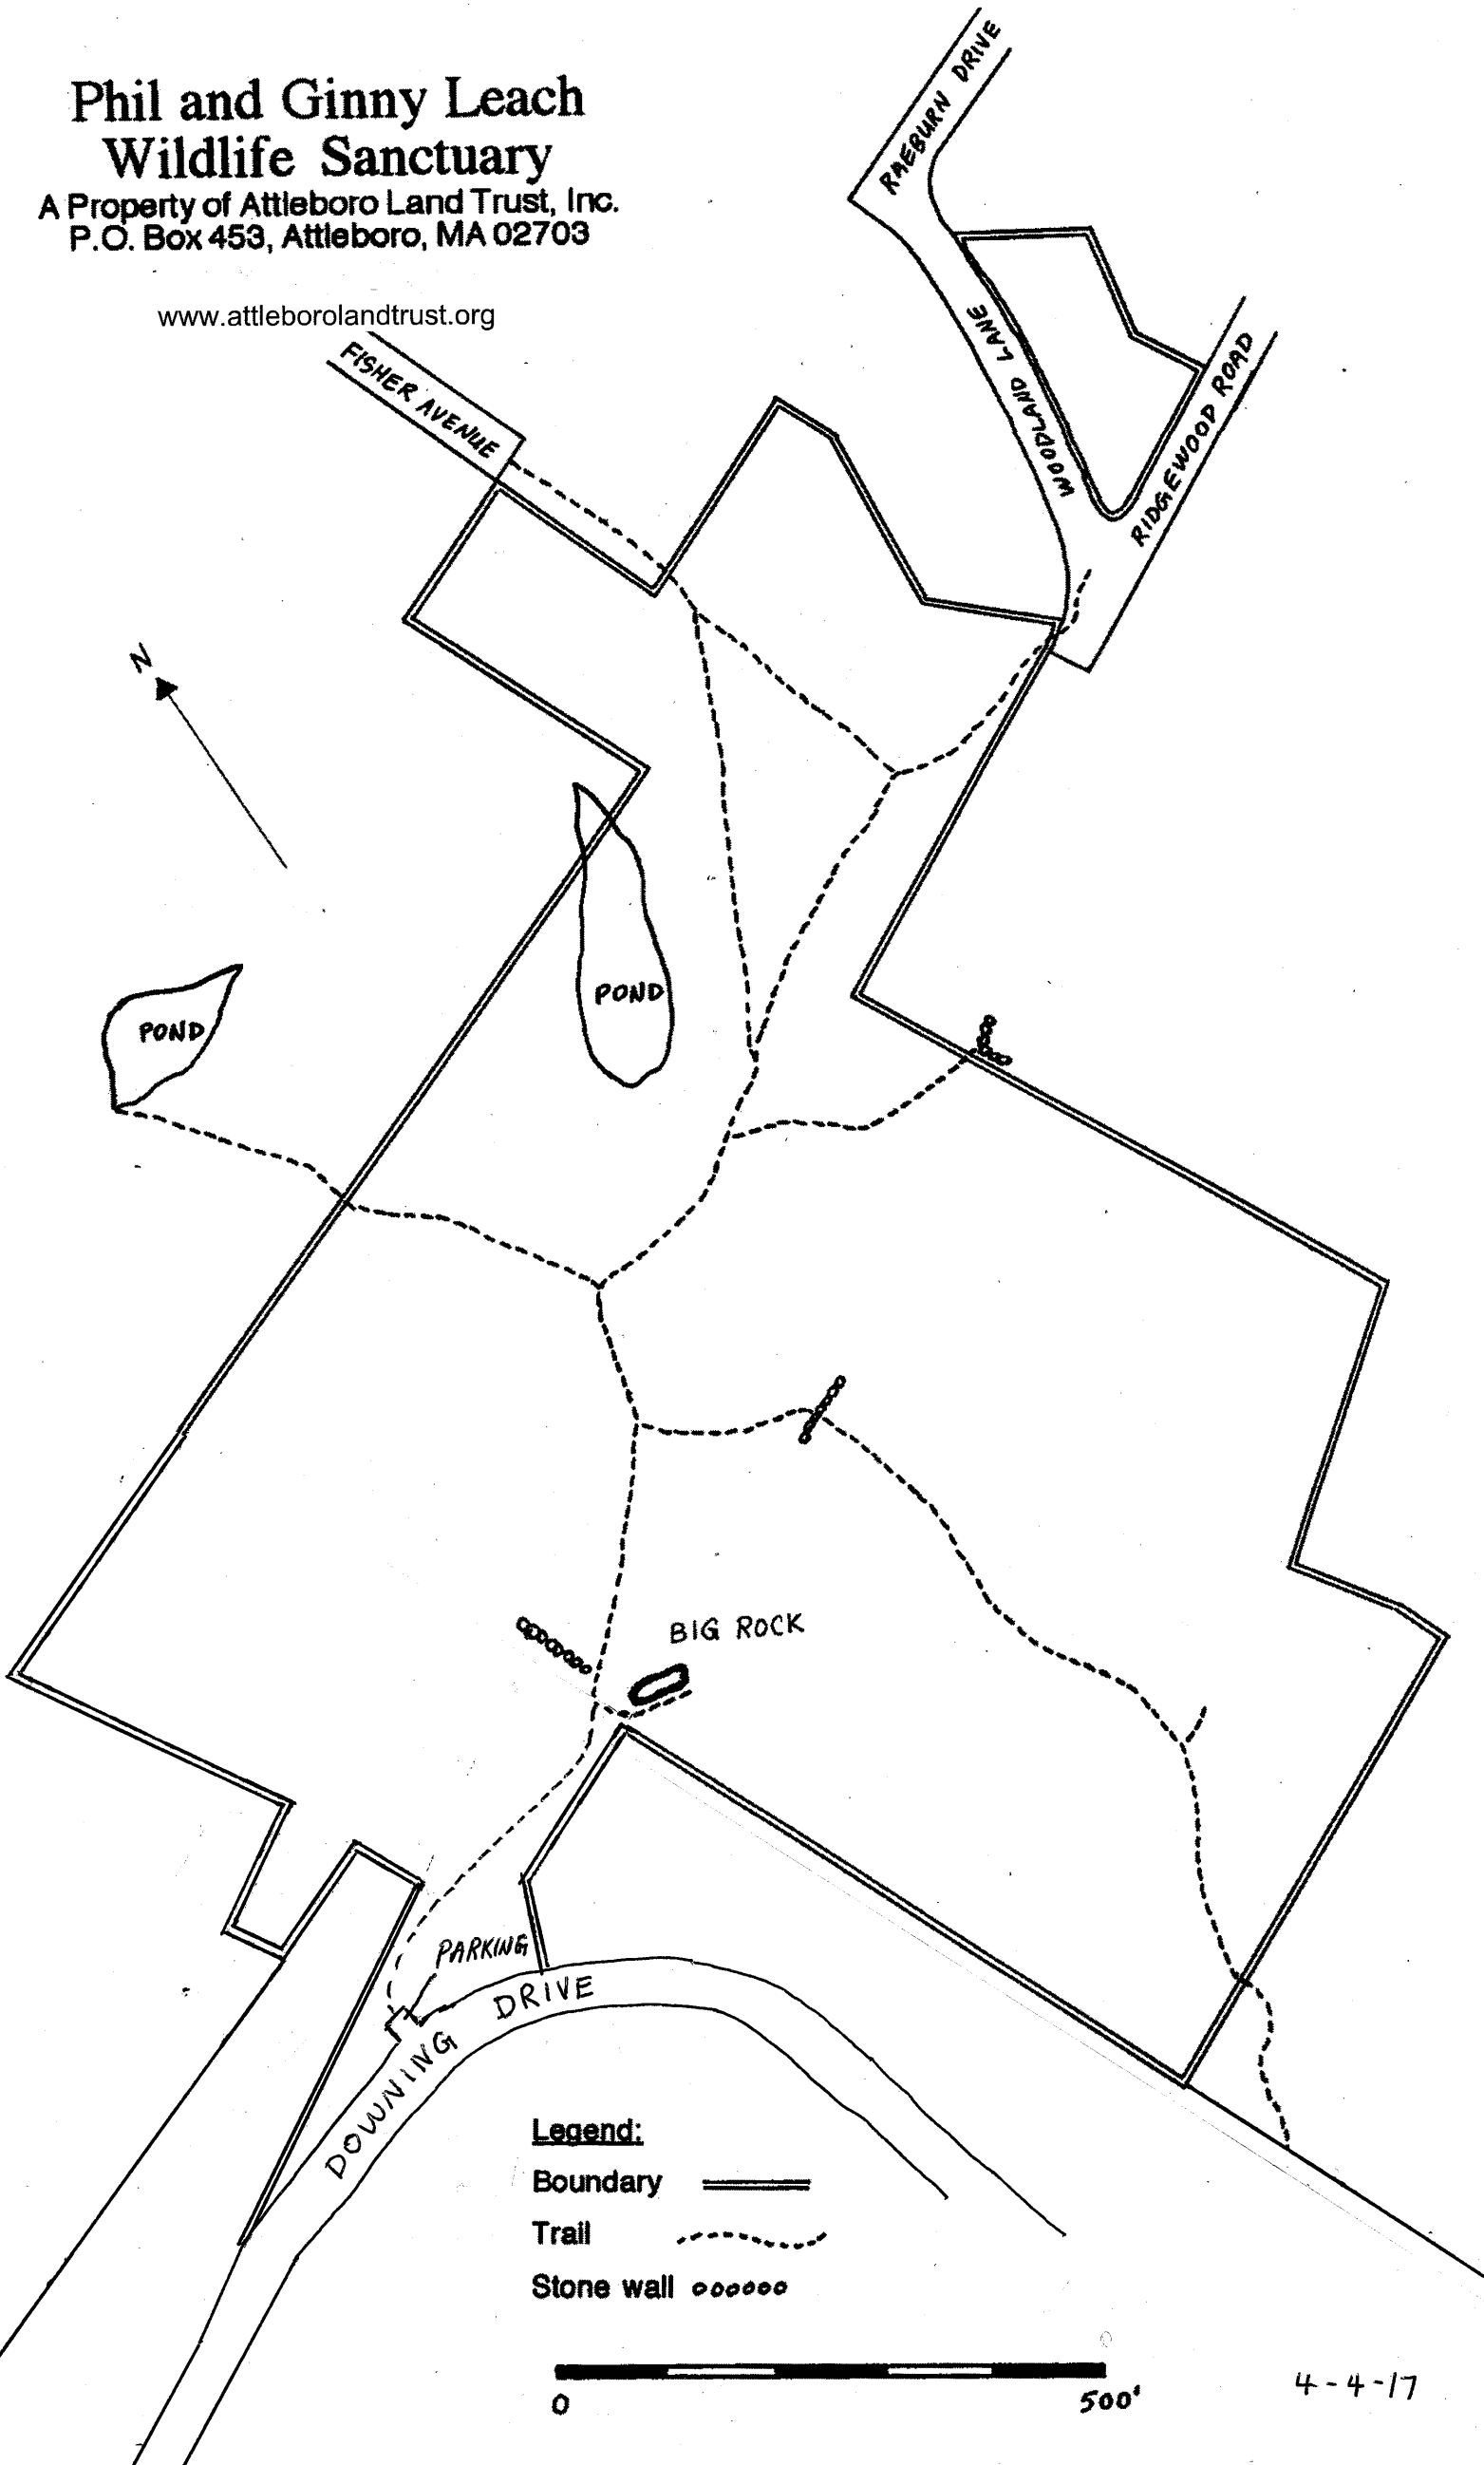 Phil and Ginny Leach
Wildlife Sanctuary
A Property of Attleboro Land Trust, Inc.
P.O. Box 453, Attleboro, MA 02703
www.attleborolandtrust.org
RAEBURN DRIVE
WOODLAND LANE
RIDGEWOOD ROAD
FISHER AVENUE
N
POND
POND
BIG ROCK
PARKING
DOWNING DRIVE
Legend:
Boundary
Trail
Stone wall
0
500'
4-4-17